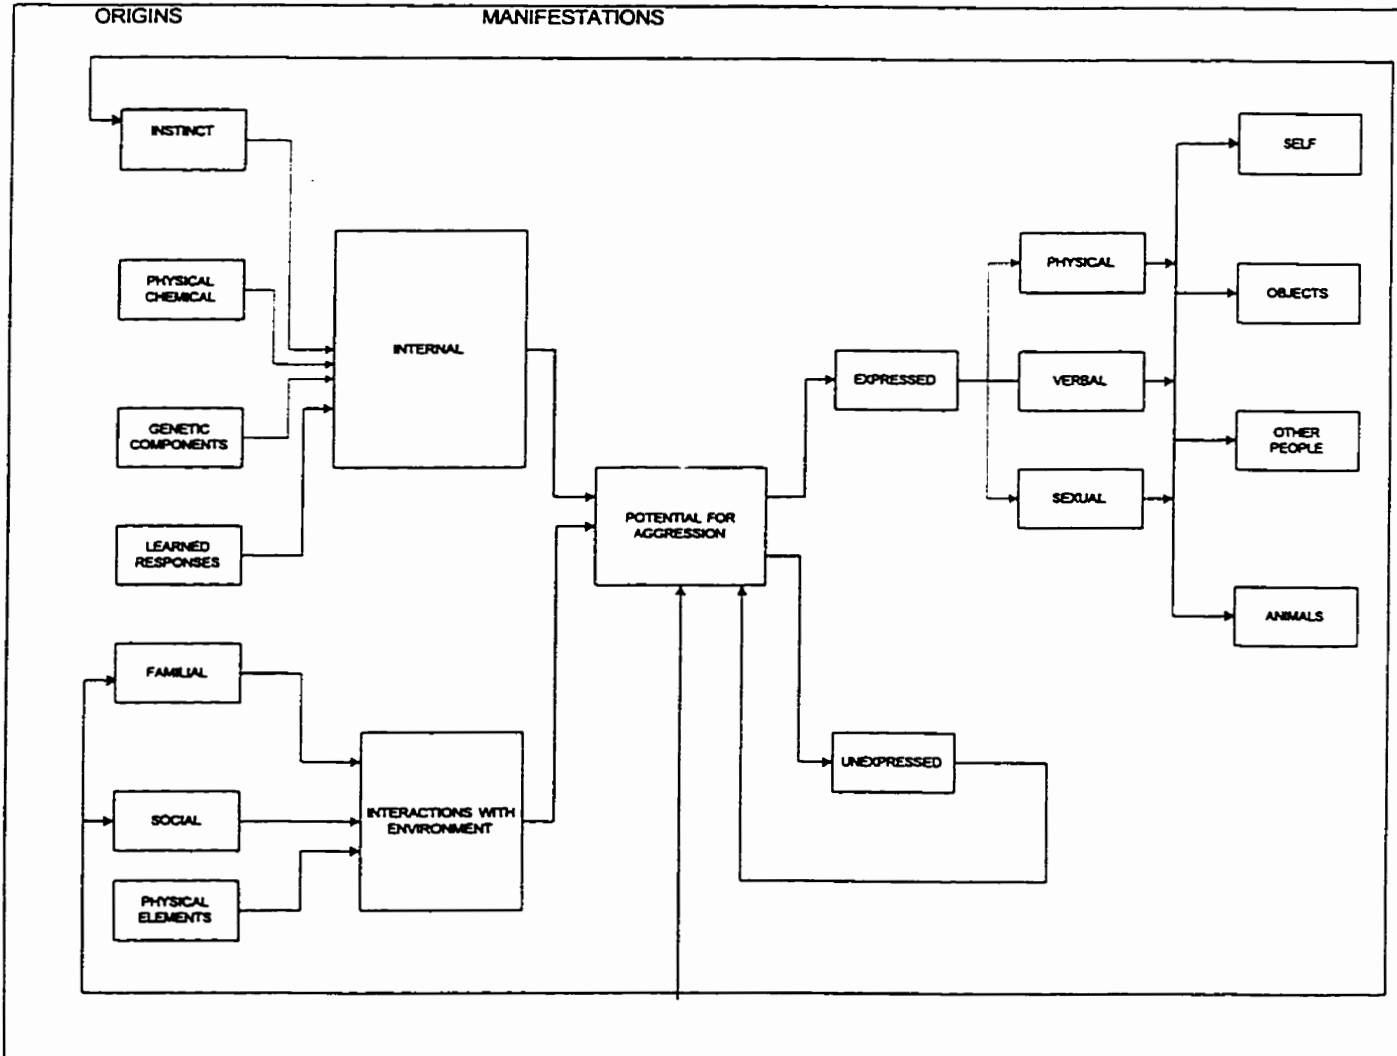 ORIGINS
MANIFESTATIONS
INSTINCT
PHYSICAL
CHEMICAL
GENETIC
COMPONENTS
LEARNED
RESPONSES
FAMILIAL
SOCIAL
PHYSICAL
ELEMENTS
INTERNAL
INTERACTIONS WITH
ENVIRONMENT
POTENTIAL FOR
AGGRESSION
EXPRESSED
UNEXPRESSED
PHYSICAL
VERBAL
SEXUAL
SELF
OBJECTS
OTHER
PEOPLE
ANIMALS